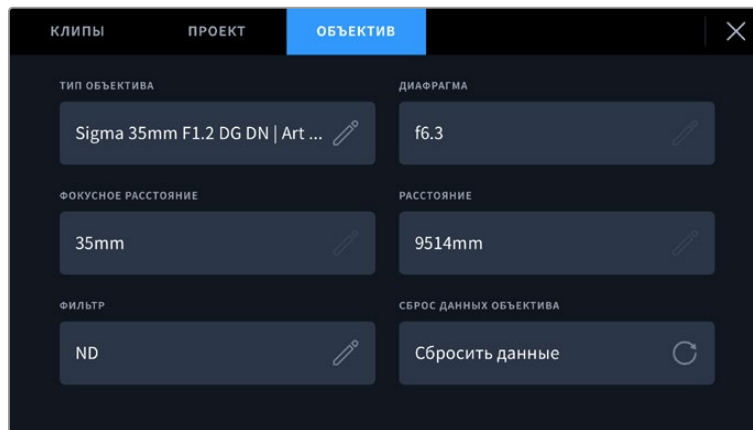 КЛИПЫ ПРОЕКТ ОБЪЕКТИВ
ТИП ОБЪЕКТИВА ДИАФРАГМА
Sigma 35mm F1.2 DG DN | Art ... f6.3
ФОКУСНОЕ РАССТОЯНИЕ РАССТОЯНИЕ
35mm 9514mm
ФИЛЬТР СБРОС ДАННЫХ ОБЪЕКТИВА
ND Сбросить данные